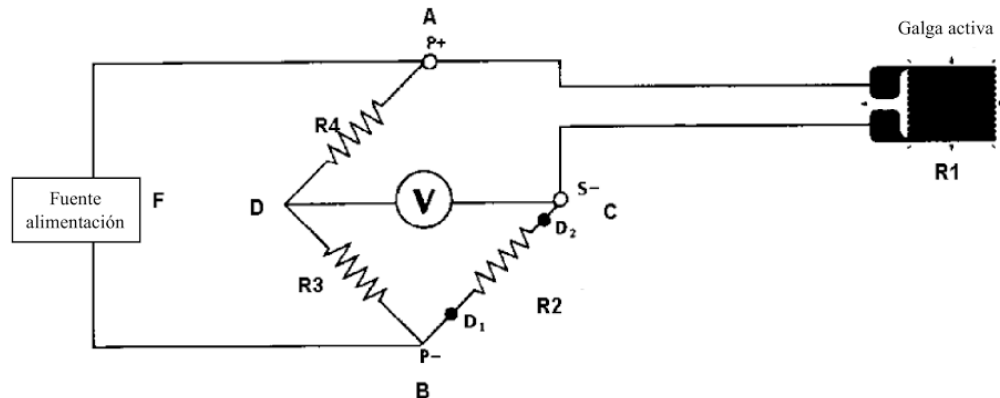 A
P+
Galga activa
R4
R1
Fuente
alimentación
F
D
V
S-
C
D2
R3
R2
D1
P-
B